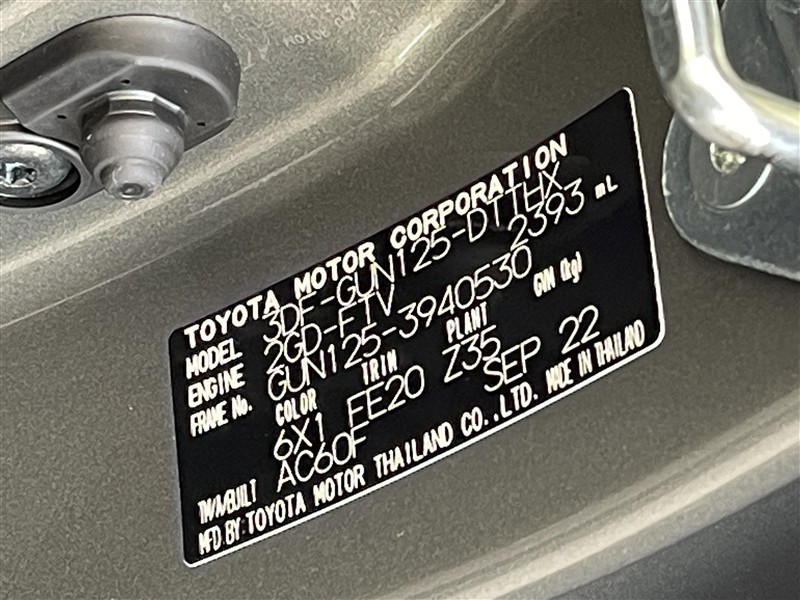 TOYOTA MOTOR CORPORATION
MODEL 3DF-GUN125-DTTHX
ENGINE 2GD-FTV 2393 mL
FRAME No. GUN125-3940530
COLOR TRIM PLANT GVM (kg)
6X1 FE20 Z35
AC60F SEP 22
T/M/BUILT
MFD BY: TOYOTA MOTOR THAILAND CO.,LTD. MADE IN THAILAND